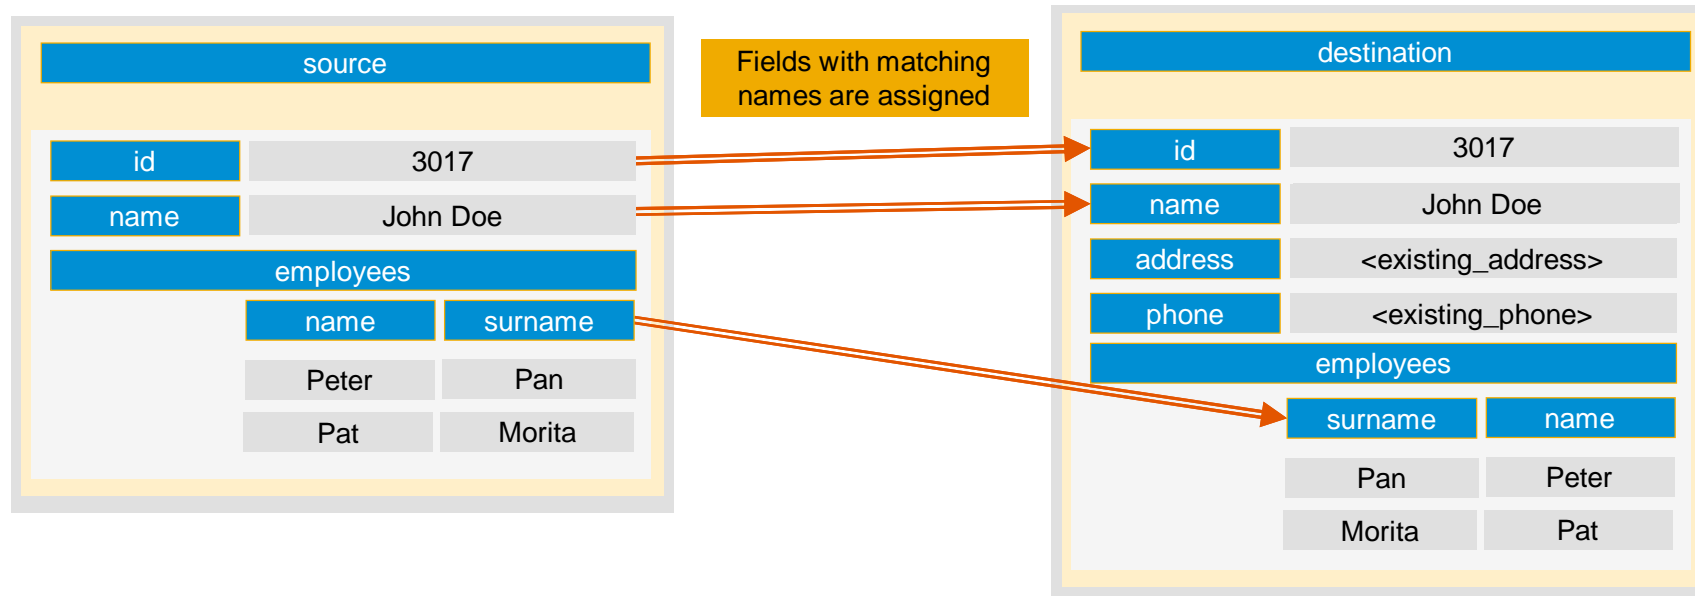 source
id 3017
name John Doe
employees
name surname
Peter Pan
Pat Morita
Fields with matching
names are assigned
destination
id 3017
name John Doe
address <existing_address>
phone <existing_phone>
employees
surname name
Pan Peter
Morita Pat